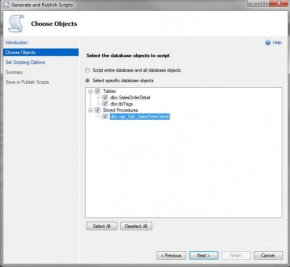 Generate and Publish Scripts
Choose Objects
Introduction
Choose Objects
Set Scripting Options
Summary
Save or Publish Scripts
Help
Select the database objects to script.
Script entire database and all database objects
Select specific database objects
Tables
dbo.SalesOrderDetail
dbo.tblTags
Stored Procedures
dbo.usp_Get_SalesOrderDetail
Select All
Deselect All
< Previous
Next >
Finish
Cancel